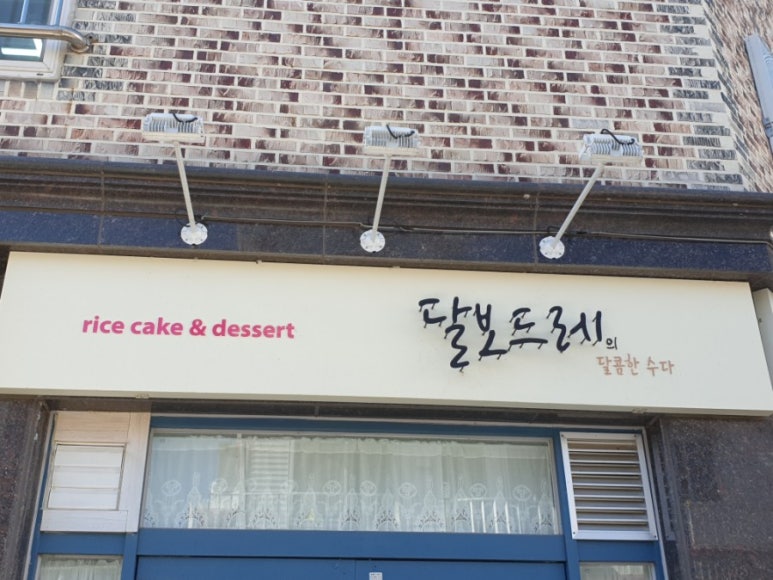 rice cake & dessert
달보드레의
달콤한 수다